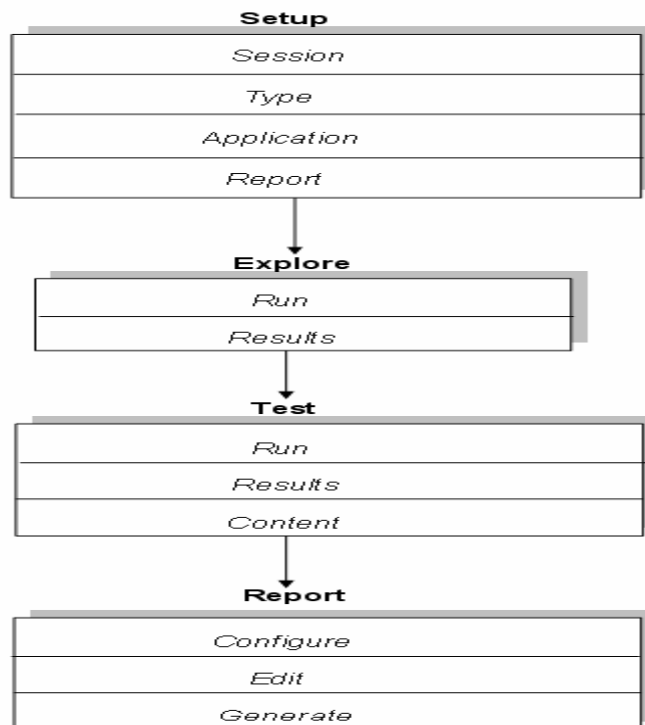 Setup
Session
Type
Application
Report
Explore
Run
Results
Test
Run
Results
Content
Report
Configure
Edit
Generate